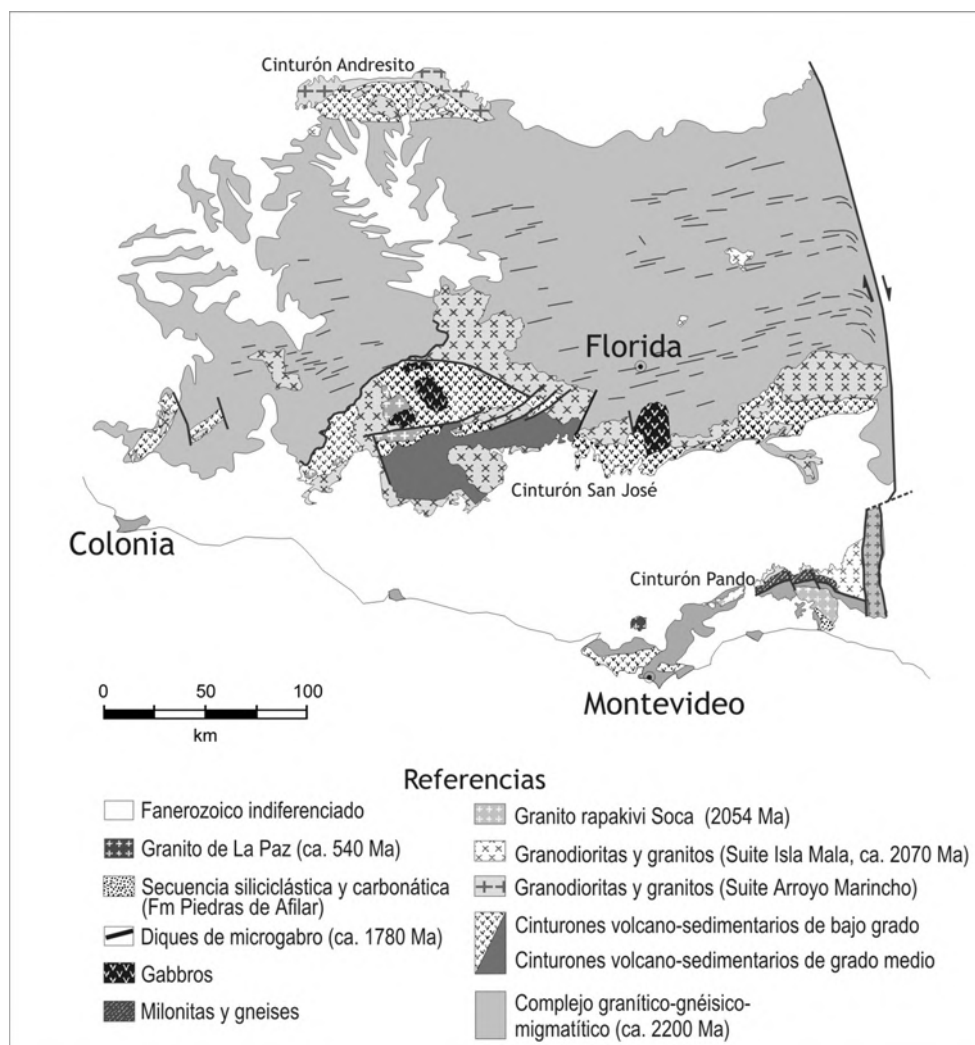 Cinturón Andresito
Florida
Cinturón San José
Colonia
Cinturón Pando
Montevideo
0 50 100
km
Referencias
Fanerozoico indiferenciado
Granito de La Paz (ca. 540 Ma)
Secuencia siliciclástica y carbonática
(Fm Piedras de Afilar)
Diques de microgabro (ca. 1780 Ma)
Gabbros
Milonitas y gneises
Granito rapakivi Soca (2054 Ma)
Granodioritas y granitos (Suite Isla Mala, ca. 2070 Ma)
Granodioritas y granitos (Suite Arroyo Marincho)
Cinturones volcano-sedimentarios de bajo grado
Cinturones volcano-sedimentarios de grado medio
Complejo granítico-gnéisico-
migmatítico (ca. 2200 Ma)